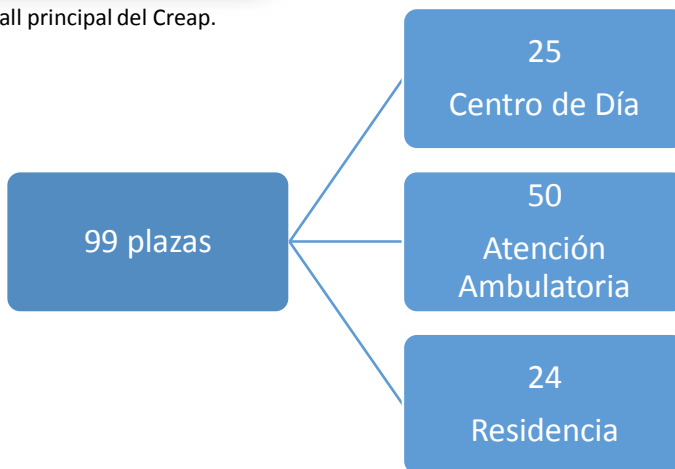 all principal del Creap.
25
Centro de Día
99 plazas
50
Atención
Ambulatoria
24
Residencia